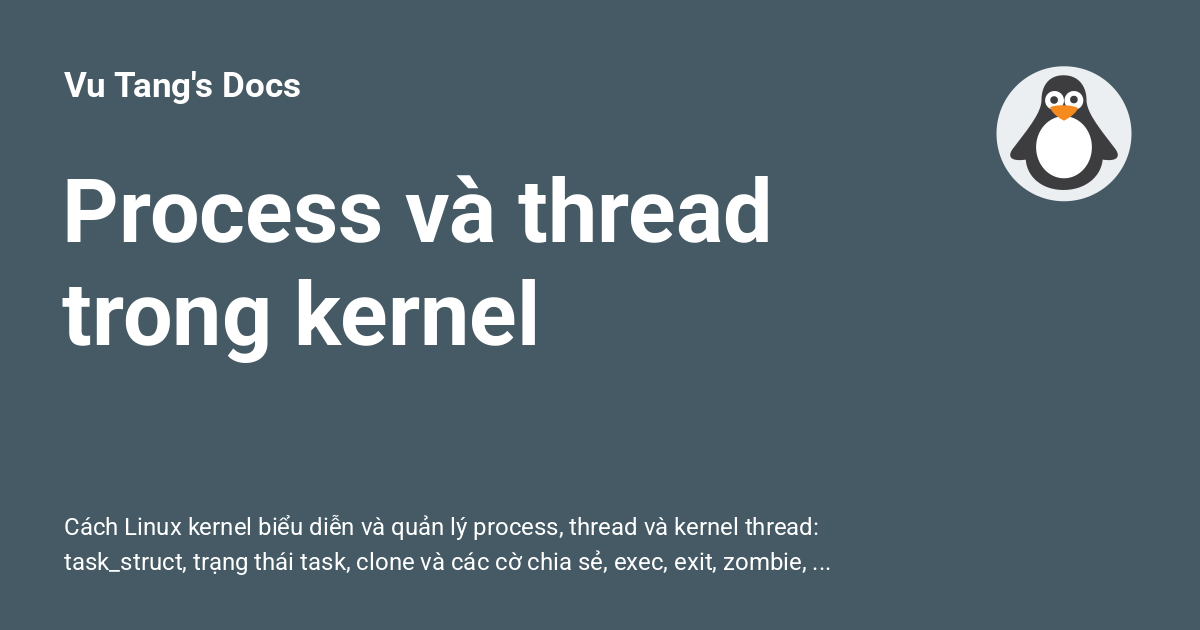 Vu Tang's Docs
Process và thread
trong kernel
Cách Linux kernel biểu diễn và quản lý process, thread và kernel thread:
task_struct, trạng thái task, clone và các cờ chia sẻ, exec, exit, zombie, ...